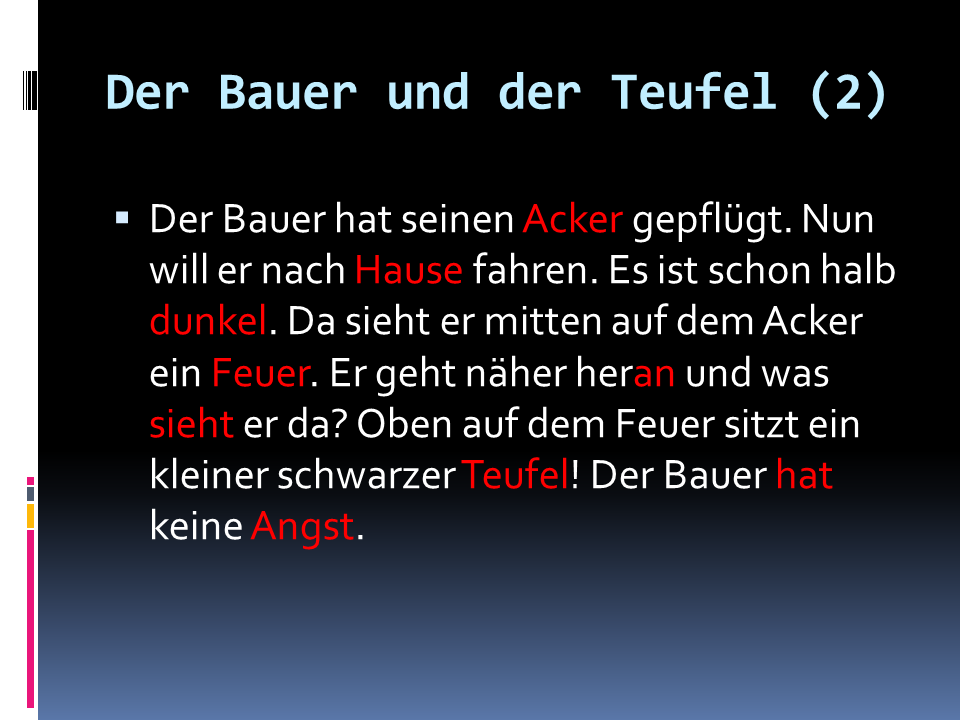 Der Bauer und der Teufel (2)
▪ Der Bauer hat seinen Acker gepflügt. Nun
will er nach Hause fahren. Es ist schon halb
dunkel. Da sieht er mitten auf dem Acker
ein Feuer. Er geht näher heran und was
sieht er da? Oben auf dem Feuer sitzt ein
kleiner schwarzer Teufel! Der Bauer hat
keine Angst.